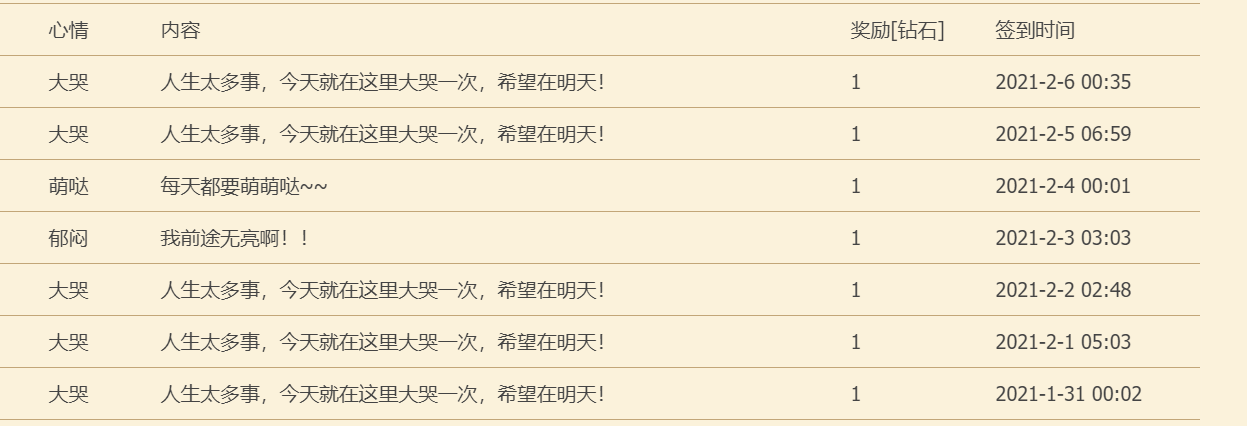 心情 内容 奖励[钻石] 签到时间
大哭 人生太多事，今天就在这里大哭一次，希望在明天！ 1 2021-2-6 00:35
大哭 人生太多事，今天就在这里大哭一次，希望在明天！ 1 2021-2-5 06:59
萌哒 每天都要萌萌哒~~ 1 2021-2-4 00:01
郁闷 我前途无亮啊！！ 1 2021-2-3 03:03
大哭 人生太多事，今天就在这里大哭一次，希望在明天！ 1 2021-2-2 02:48
大哭 人生太多事，今天就在这里大哭一次，希望在明天！ 1 2021-2-1 05:03
大哭 人生太多事，今天就在这里大哭一次，希望在明天！ 1 2021-1-31 00:02